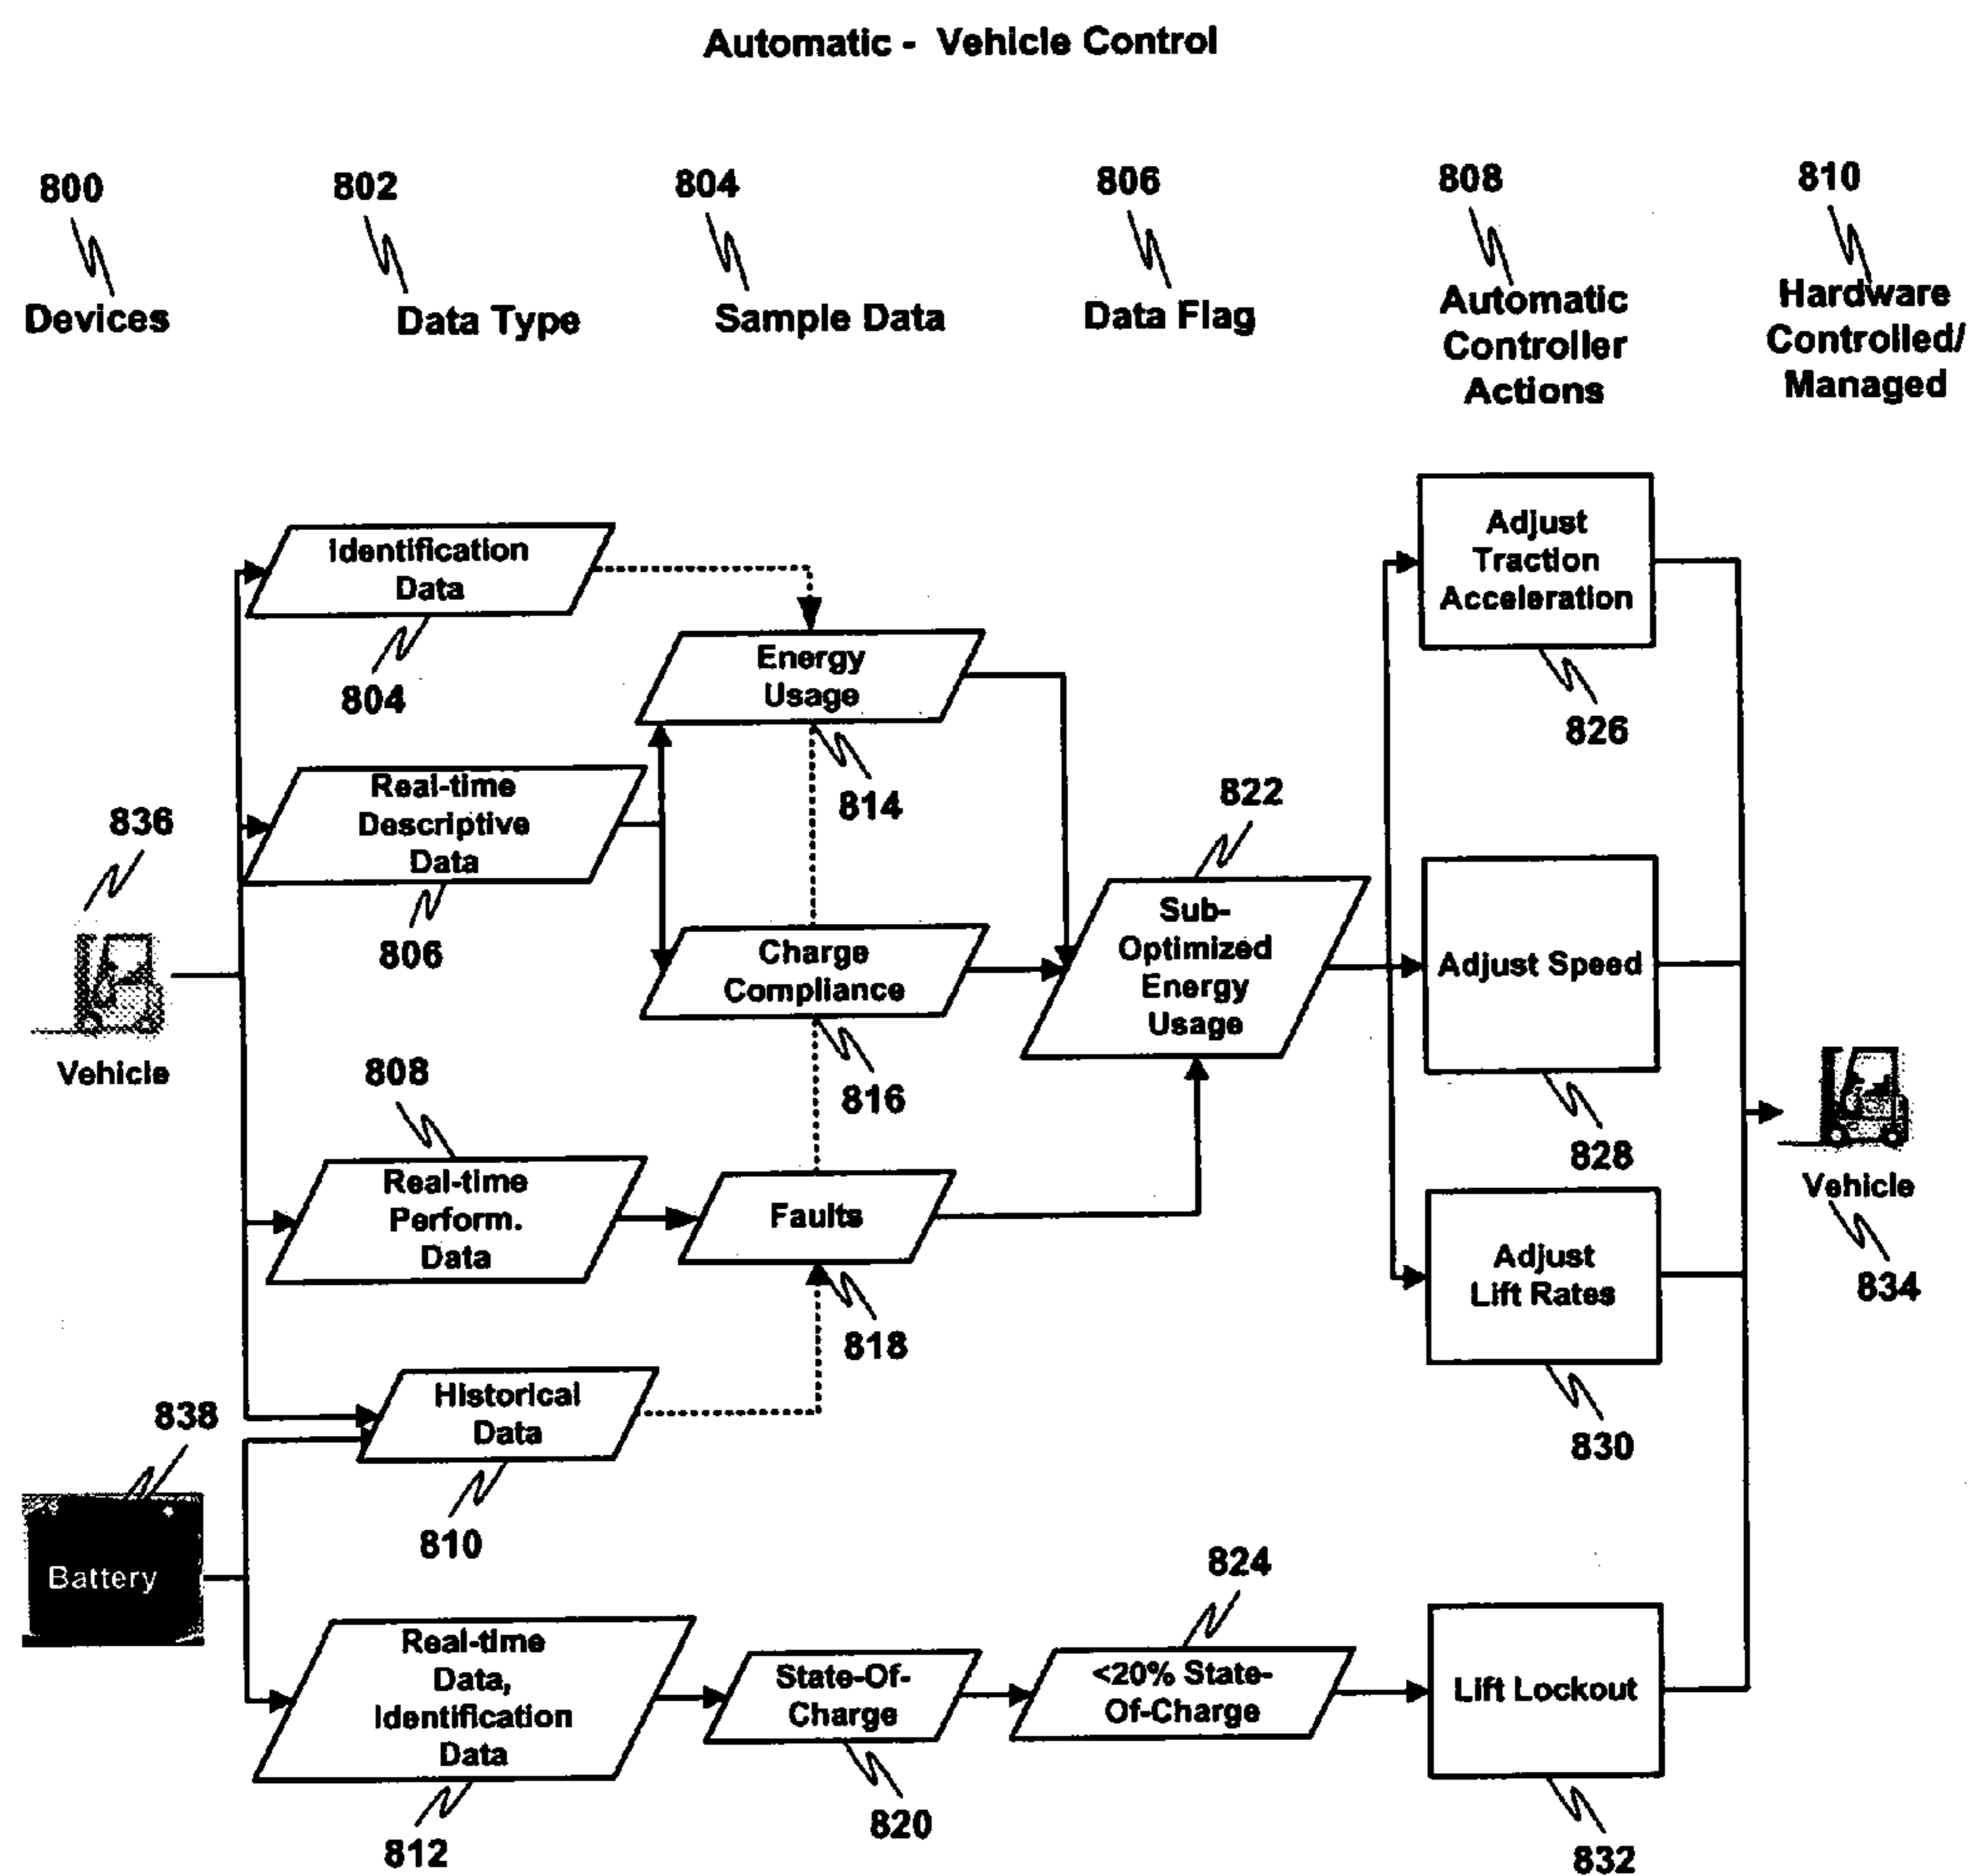 Automatic - Vehicle Control
800
802
804
806
808
810
Devices
Data Type
Sample Data
Data Flag
Automatic
Controller
Actions
Hardware
Controlled/
Managed
Identification
Data
804
Real-time
Descriptive
Data
806
836
Vehicle
808
Real-time
Perform.
Data
Historical
Data
810
838
Battery
Real-time
Data,
Identification
Data
812
Energy
Usage
814
Charge
Compliance
816
Faults
818
State-Of-
Charge
820
822
Sub-
Optimized
Energy
Usage
824
<20% State-
Of-Charge
Adjust
Traction
Acceleration
826
Adjust Speed
828
Adjust
Lift Rates
830
Lift Lockout
832
Vehicle
834